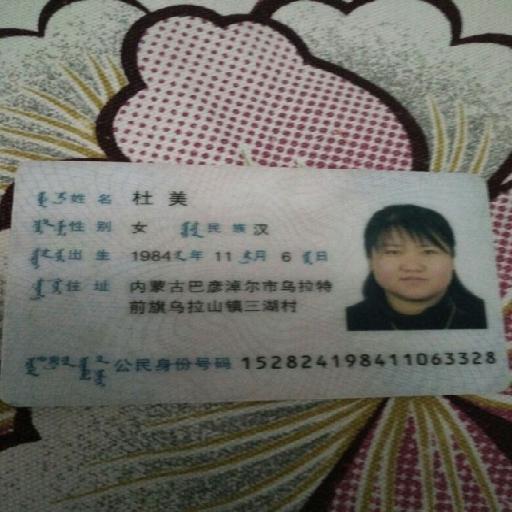 姓名 杜美
性别 女 民族 汉
出生 1984 年 11 月 6 日
住址 内蒙古巴彦淖尔市乌拉特
前旗乌拉山镇三湖村
公民身份号码 152824198411063328